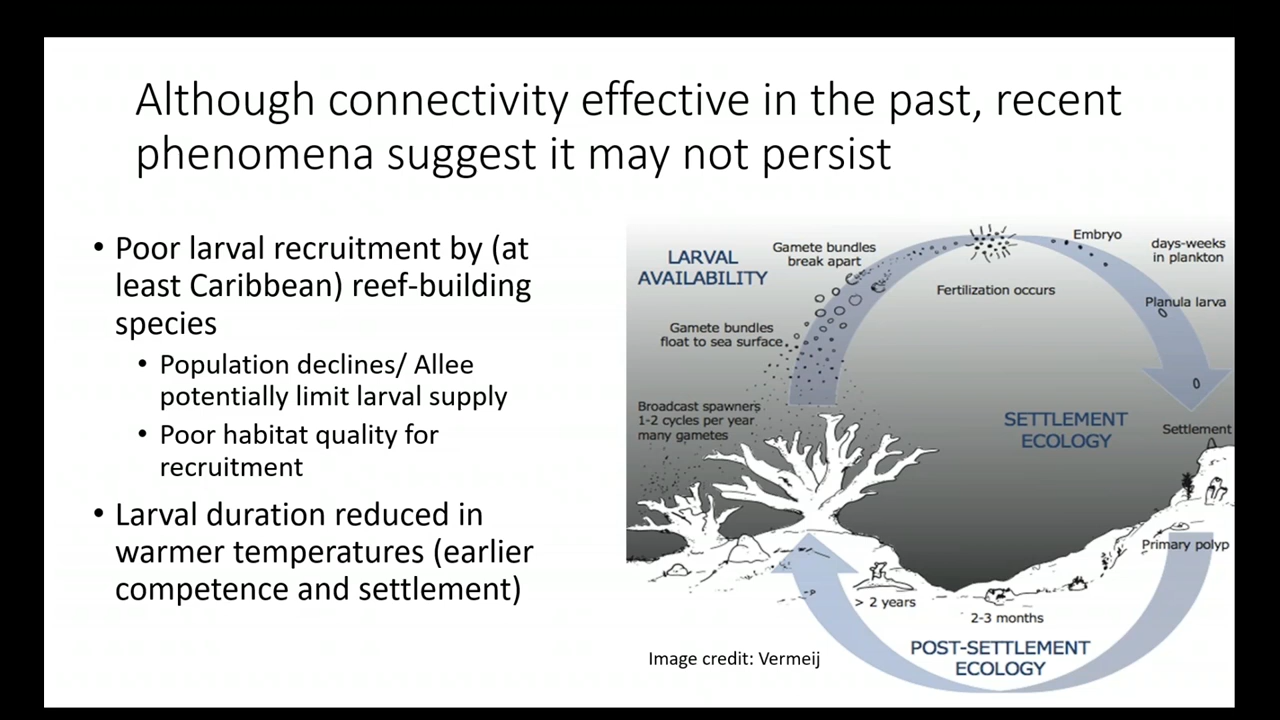 Although connectivity effective in the past, recent
phenomena suggest it may not persist
• Poor larval recruitment by (at
least Caribbean) reef-building
species
• Population declines/ Allee
potentially limit larval supply
• Poor habitat quality for
recruitment
• Larval duration reduced in
warmer temperatures (earlier
competence and settlement)
LARVAL
AVAILABILITY
Gamete bundles
break apart
Gamete bundles
float to sea surface
Broadcast spawners
1-2 cycles per year
many gametes
Fertilization occurs
Embryo
days-weeks
in plankton
Planula larva
SETTLEMENT
ECOLOGY
Settlement
Primary polyp
2-3 months
> 2 years
POST-SETTLEMENT
ECOLOGY
Image credit: Vermeij